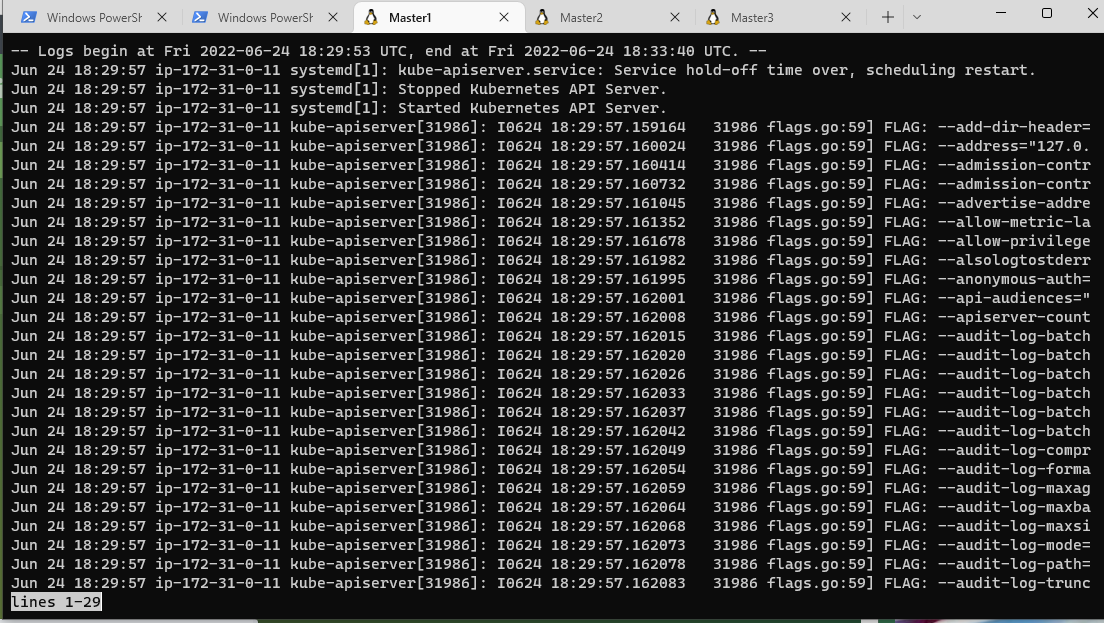 Windows PowerSh
Windows PowerSh
Master1
Master2
Master3
-- Logs begin at Fri 2022-06-24 18:29:53 UTC, end at Fri 2022-06-24 18:33:40 UTC. --
Jun 24 18:29:57 ip-172-31-0-11 systemd[1]: kube-apiserver.service: Service hold-off time over, scheduling restart.
Jun 24 18:29:57 ip-172-31-0-11 systemd[1]: Stopped Kubernetes API Server.
Jun 24 18:29:57 ip-172-31-0-11 systemd[1]: Started Kubernetes API Server.
Jun 24 18:29:57 ip-172-31-0-11 kube-apiserver[31986]: I0624 18:29:57.159164   31986 flags.go:59] FLAG: --add-dir-header=
Jun 24 18:29:57 ip-172-31-0-11 kube-apiserver[31986]: I0624 18:29:57.160024   31986 flags.go:59] FLAG: --address="127.0.
Jun 24 18:29:57 ip-172-31-0-11 kube-apiserver[31986]: I0624 18:29:57.160414   31986 flags.go:59] FLAG: --admission-contr
Jun 24 18:29:57 ip-172-31-0-11 kube-apiserver[31986]: I0624 18:29:57.160732   31986 flags.go:59] FLAG: --admission-contr
Jun 24 18:29:57 ip-172-31-0-11 kube-apiserver[31986]: I0624 18:29:57.161045   31986 flags.go:59] FLAG: --advertise-addre
Jun 24 18:29:57 ip-172-31-0-11 kube-apiserver[31986]: I0624 18:29:57.161352   31986 flags.go:59] FLAG: --allow-metric-la
Jun 24 18:29:57 ip-172-31-0-11 kube-apiserver[31986]: I0624 18:29:57.161678   31986 flags.go:59] FLAG: --allow-privilege
Jun 24 18:29:57 ip-172-31-0-11 kube-apiserver[31986]: I0624 18:29:57.161982   31986 flags.go:59] FLAG: --alsologtostderr
Jun 24 18:29:57 ip-172-31-0-11 kube-apiserver[31986]: I0624 18:29:57.161995   31986 flags.go:59] FLAG: --anonymous-auth=
Jun 24 18:29:57 ip-172-31-0-11 kube-apiserver[31986]: I0624 18:29:57.162001   31986 flags.go:59] FLAG: --api-audiences="
Jun 24 18:29:57 ip-172-31-0-11 kube-apiserver[31986]: I0624 18:29:57.162008   31986 flags.go:59] FLAG: --apiserver-count
Jun 24 18:29:57 ip-172-31-0-11 kube-apiserver[31986]: I0624 18:29:57.162015   31986 flags.go:59] FLAG: --audit-log-batch
Jun 24 18:29:57 ip-172-31-0-11 kube-apiserver[31986]: I0624 18:29:57.162020   31986 flags.go:59] FLAG: --audit-log-batch
Jun 24 18:29:57 ip-172-31-0-11 kube-apiserver[31986]: I0624 18:29:57.162026   31986 flags.go:59] FLAG: --audit-log-batch
Jun 24 18:29:57 ip-172-31-0-11 kube-apiserver[31986]: I0624 18:29:57.162033   31986 flags.go:59] FLAG: --audit-log-batch
Jun 24 18:29:57 ip-172-31-0-11 kube-apiserver[31986]: I0624 18:29:57.162037   31986 flags.go:59] FLAG: --audit-log-batch
Jun 24 18:29:57 ip-172-31-0-11 kube-apiserver[31986]: I0624 18:29:57.162042   31986 flags.go:59] FLAG: --audit-log-batch
Jun 24 18:29:57 ip-172-31-0-11 kube-apiserver[31986]: I0624 18:29:57.162049   31986 flags.go:59] FLAG: --audit-log-compr
Jun 24 18:29:57 ip-172-31-0-11 kube-apiserver[31986]: I0624 18:29:57.162054   31986 flags.go:59] FLAG: --audit-log-forma
Jun 24 18:29:57 ip-172-31-0-11 kube-apiserver[31986]: I0624 18:29:57.162059   31986 flags.go:59] FLAG: --audit-log-maxag
Jun 24 18:29:57 ip-172-31-0-11 kube-apiserver[31986]: I0624 18:29:57.162064   31986 flags.go:59] FLAG: --audit-log-maxba
Jun 24 18:29:57 ip-172-31-0-11 kube-apiserver[31986]: I0624 18:29:57.162068   31986 flags.go:59] FLAG: --audit-log-maxsi
Jun 24 18:29:57 ip-172-31-0-11 kube-apiserver[31986]: I0624 18:29:57.162073   31986 flags.go:59] FLAG: --audit-log-mode=
Jun 24 18:29:57 ip-172-31-0-11 kube-apiserver[31986]: I0624 18:29:57.162078   31986 flags.go:59] FLAG: --audit-log-path=
Jun 24 18:29:57 ip-172-31-0-11 kube-apiserver[31986]: I0624 18:29:57.162083   31986 flags.go:59] FLAG: --audit-log-trunc
lines 1-29